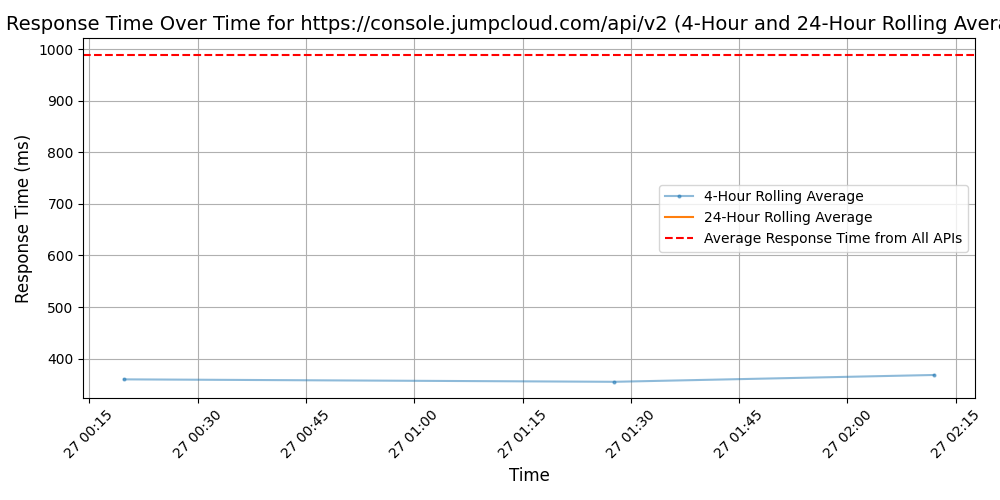 Response Time Over Time for https://console.jumpcloud.com/api/v2 (4-Hour and 24-Hour Rolling Avera
Response Time (ms)
1000
900
800
700
600
500
400
4-Hour Rolling Average
24-Hour Rolling Average
Average Response Time from All APIs
27 00:15
27 00:30
27 00:45
27 01:00
27 01:15
27 01:30
27 01:45
27 02:00
27 02:15
Time